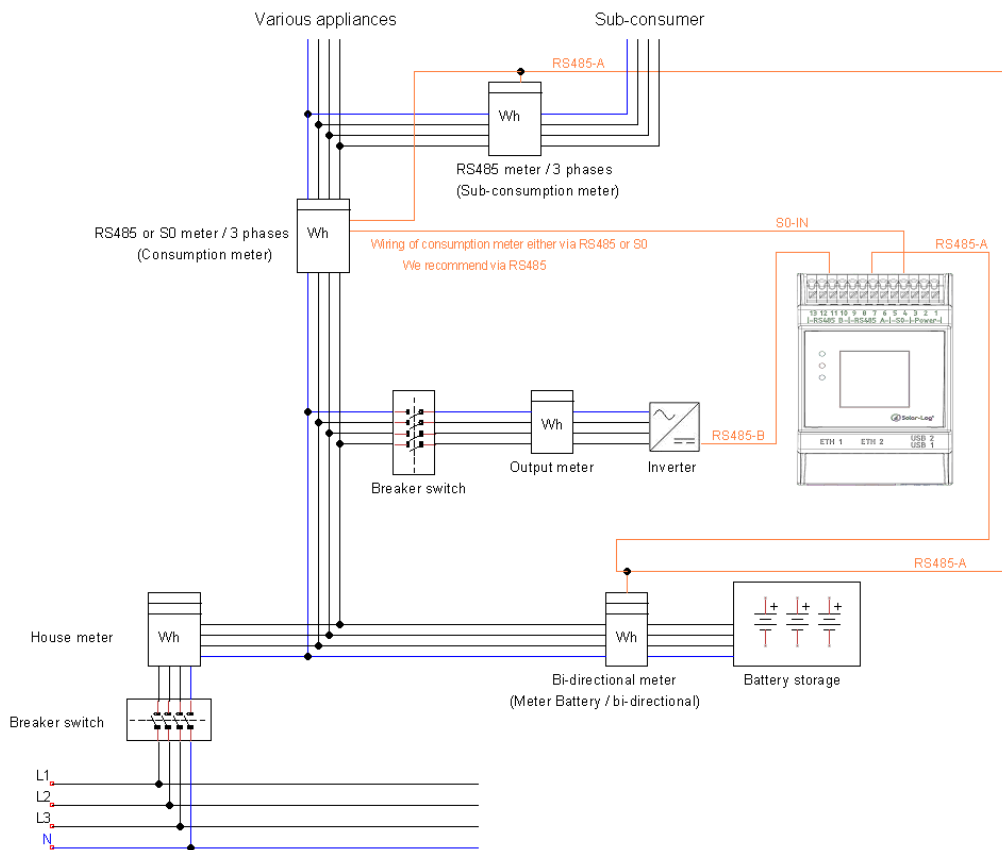 Various appliances
Sub-consumer
RS485-A
Wh
RS485 meter / 3 phases
(Sub-consumption meter)
RS485 or S0 meter / 3 phases
(Consumption meter)
Wh
S0-IN
Wiring of consumption meter either via RS485 or S0
We recommend via RS485
RS485-A
13 12 11 10 9 8 7 6 5 4 3 2 1
|-RS485 B-|-RS485 A-|-S0-|-Power-|
Solar-Log®
ETH 1 ETH 2 USB 2
USB 1
Wh
RS485-B
Breaker switch
Output meter
Inverter
RS485-A
House meter
Wh
Wh
+ + +
Bi-directional meter
(Meter Battery / bi-directional)
Battery storage
Breaker switch
L1
L2
L3
N